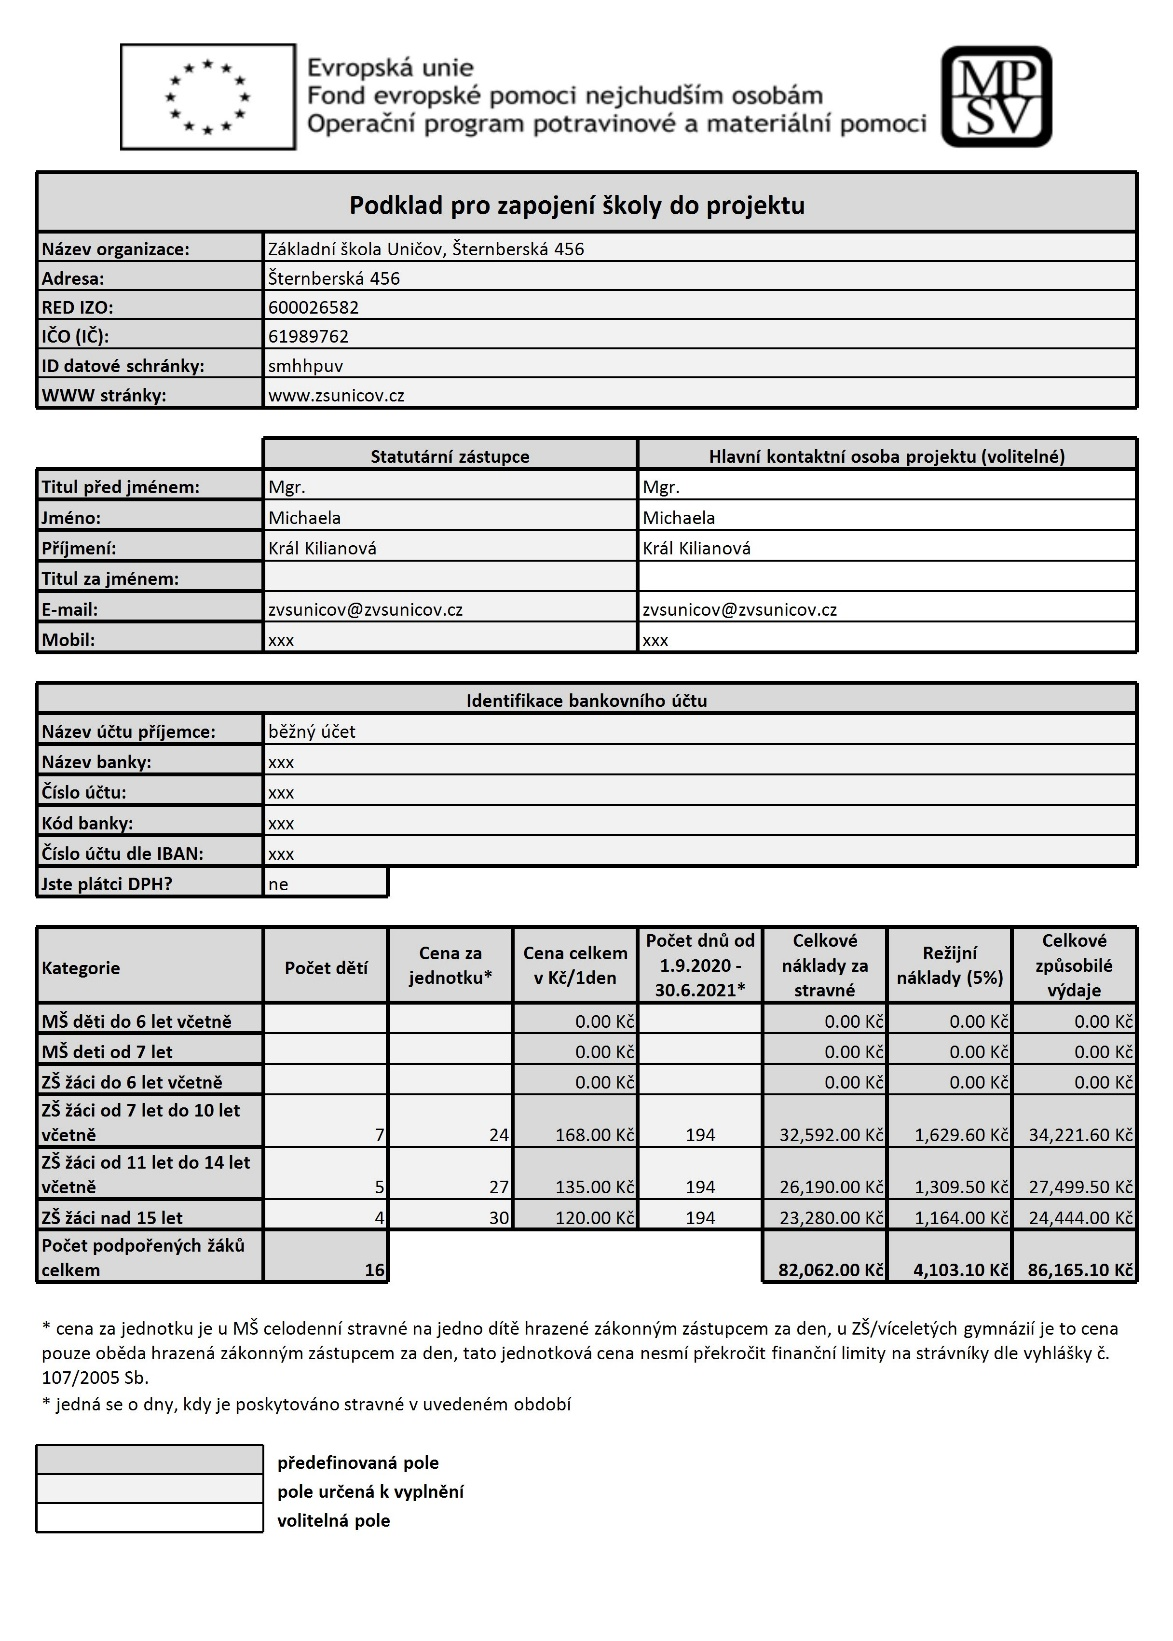 Evropská unie
Fond evropské pomoci nejchudším osobám
Operační program potravinové a materiální pomoci
MP
SV
Podklad pro zapojení školy do projektu
Název organizace: Základní škola Uničov, Šternberská 456
Adresa: Šternberská 456
RED IZO: 600026582
IČO (IČ): 61989762
ID datové schránky: smhhpuv
WWW stránky: www.zsunicov.cz
Statutární zástupce Hlavní kontaktní osoba projektu (volitelné)
Titul před jménem: Mgr. Mgr.
Jméno: Michaela Michaela
Příjmení: Král Kilianová Král Kilianová
Titul za jménem:
E-mail: zvsunicov@zvsunicov.cz zvsunicov@zvsunicov.cz
Mobil: xxx xxx
Identifikace bankovního účtu
Název účtu příjemce: běžný účet
Název banky: xxx
Číslo účtu: xxx
Kód banky: xxx
Číslo účtu dle IBAN: xxx
Jste plátci DPH? ne
Kategorie
Počet dětí
Cena za
jednotku*
Cena celkem
v Kč/1den
Počet dnů od
1.9.2020 -
30.6.2021*
Celkové
náklady za
stravné
Režijní
náklady (5%)
Celkové
způsobilé
výdaje
MŠ děti do 6 let včetně 0.00 Kč 0.00 Kč 0.00 Kč 0.00 Kč
MŠ deti od 7 let 0.00 Kč 0.00 Kč 0.00 Kč 0.00 Kč
ZŠ žáci do 6 let včetně 0.00 Kč 0.00 Kč 0.00 Kč 0.00 Kč
ZŠ žáci od 7 let do 10 let
včetně 7 24 168.00 Kč 194 32,592.00 Kč 1,629.60 Kč 34,221.60 Kč
ZŠ žáci od 11 let do 14 let
včetně 5 27 135.00 Kč 194 26,190.00 Kč 1,309.50 Kč 27,499.50 Kč
ZŠ žáci nad 15 let 4 30 120.00 Kč 194 23,280.00 Kč 1,164.00 Kč 24,444.00 Kč
Počet podpořených žáků
celkem 16 82,062.00 Kč 4,103.10 Kč 86,165.10 Kč
* cena za jednotku je u MŠ celodenní stravné na jedno dítě hrazené zákonným zástupcem za den, u ZŠ/víceletých gymnázií je to cena
pouze oběda hrazená zákonným zástupcem za den, tato jednotková cena nesmí překročit finanční limity na strávníky dle vyhlášky č.
107/2005 Sb.
* jedná se o dny, kdy je poskytováno stravné v uvedeném období
předefinovaná pole
pole určená k vyplnění
volitelná pole